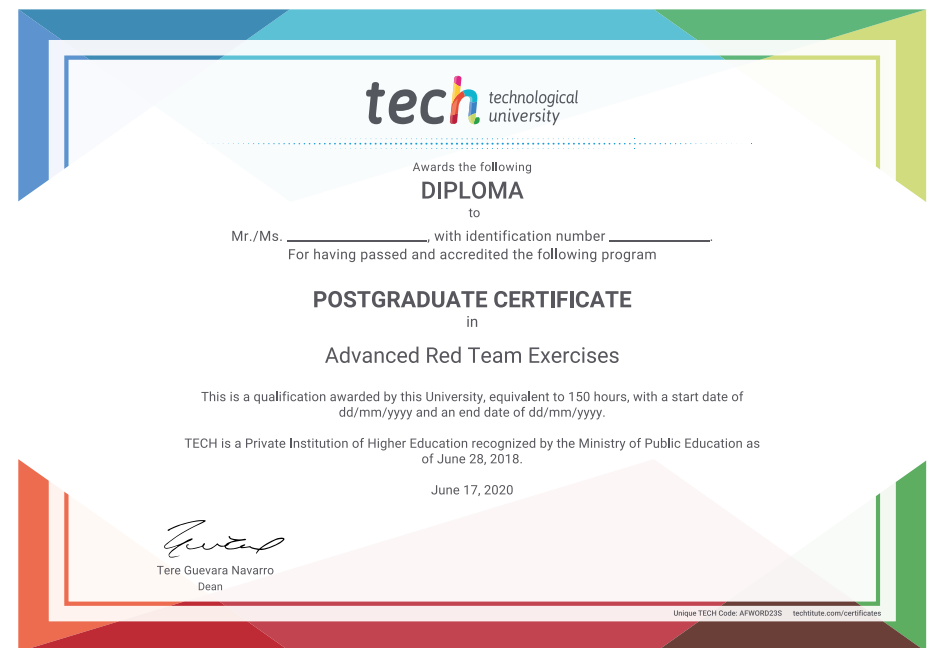 tech technological
university
Awards the following
DIPLOMA
to
Mr./Ms. ____________, with identification number ____________.
For having passed and accredited the following program
POSTGRADUATE CERTIFICATE
in
Advanced Red Team Exercises
This is a qualification awarded by this University, equivalent to 150 hours, with a start date of
dd/mm/yyyy and an end date of dd/mm/yyyy.
TECH is a Private Institution of Higher Education recognized by the Ministry of Public Education as
of June 28, 2018.
June 17, 2020
Tere Guevara Navarro
Dean
Unique TECH Code: AFWORD23S techtitute.com/certificates